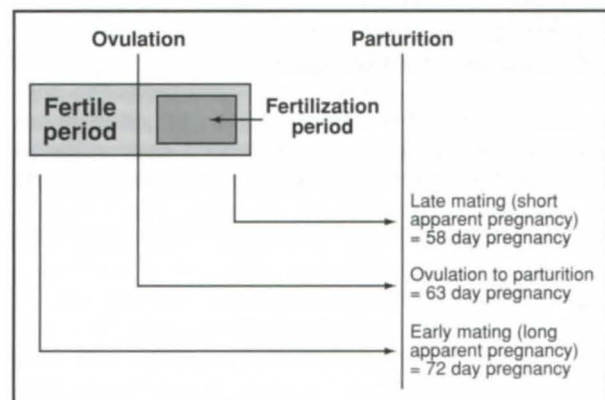 Ovulation
Parturition
Fertile
period
Fertilization
period
Late mating (short
apparent pregnancy)
= 58 day pregnancy
Ovulation to parturition
= 63 day pregnancy
Early mating (long
apparent pregnancy)
= 72 day pregnancy